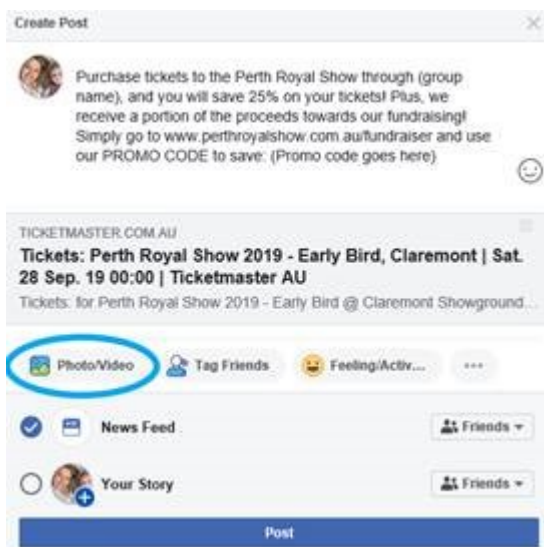 Create Post
Purchase tickets to the Perth Royal Show through (group
name), and you will save 25% on your tickets! Plus, we
receive a portion of the proceeds towards our fundraising!
Simply go to www.perthroyalshow.com.au/fundraiser and use
our PROMO CODE to save: (Promo code goes here)
TICKETMASTER.COM.AU
Tickets: Perth Royal Show 2019 - Early Bird, Claremont | Sat.
28 Sep. 19 00:00 | Ticketmaster AU
Tickets: for Perth Royal Show 2019 - Early Bird @ Claremont Showground...
Photo/Video Tag Friends Feeling/Activ... ...
News Feed Friends
Your Story Friends
Post